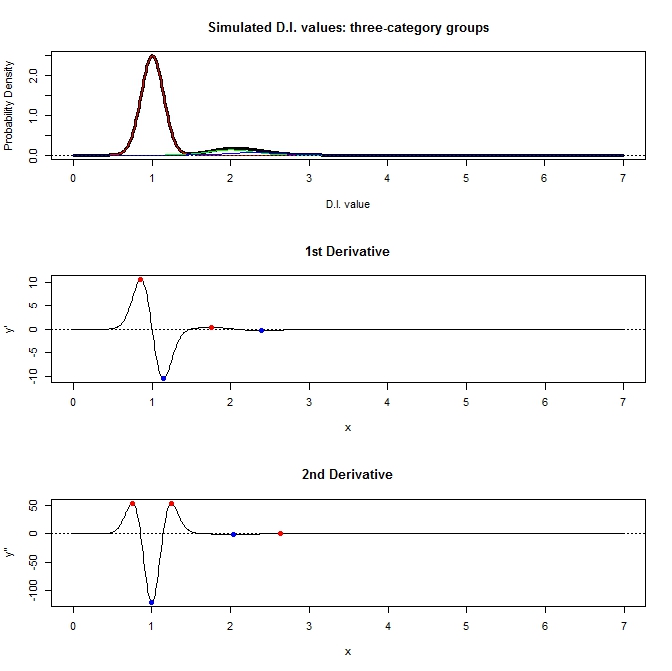 Simulated D.I. values: three-category groups
Probability Density
2.0
1.0
0.0
0 1 2 3 4 5 6 7
D.I. value
1st Derivative
y'
10
5
0
-5
-10
0 1 2 3 4 5 6 7
x
2nd Derivative
y"
50
0
-50
-100
0 1 2 3 4 5 6 7
x